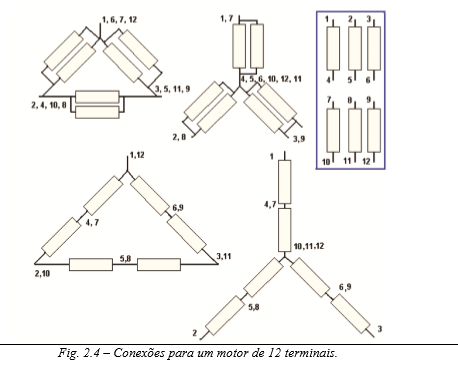 1, 6, 7, 12
3, 5, 11, 9
2, 4, 10, 8
1, 7
4, 5, 6, 10, 12, 11
2, 8
3,9
1 2 3
4 5 6
7 8 9
10 11 12
1,12
4, 7
6,9
5,8
2,10
3,11
1
4,7
10,11.12
5,8
6,9
2
3
Fig. 2.4 – Conexões para um motor de 12 terminais.